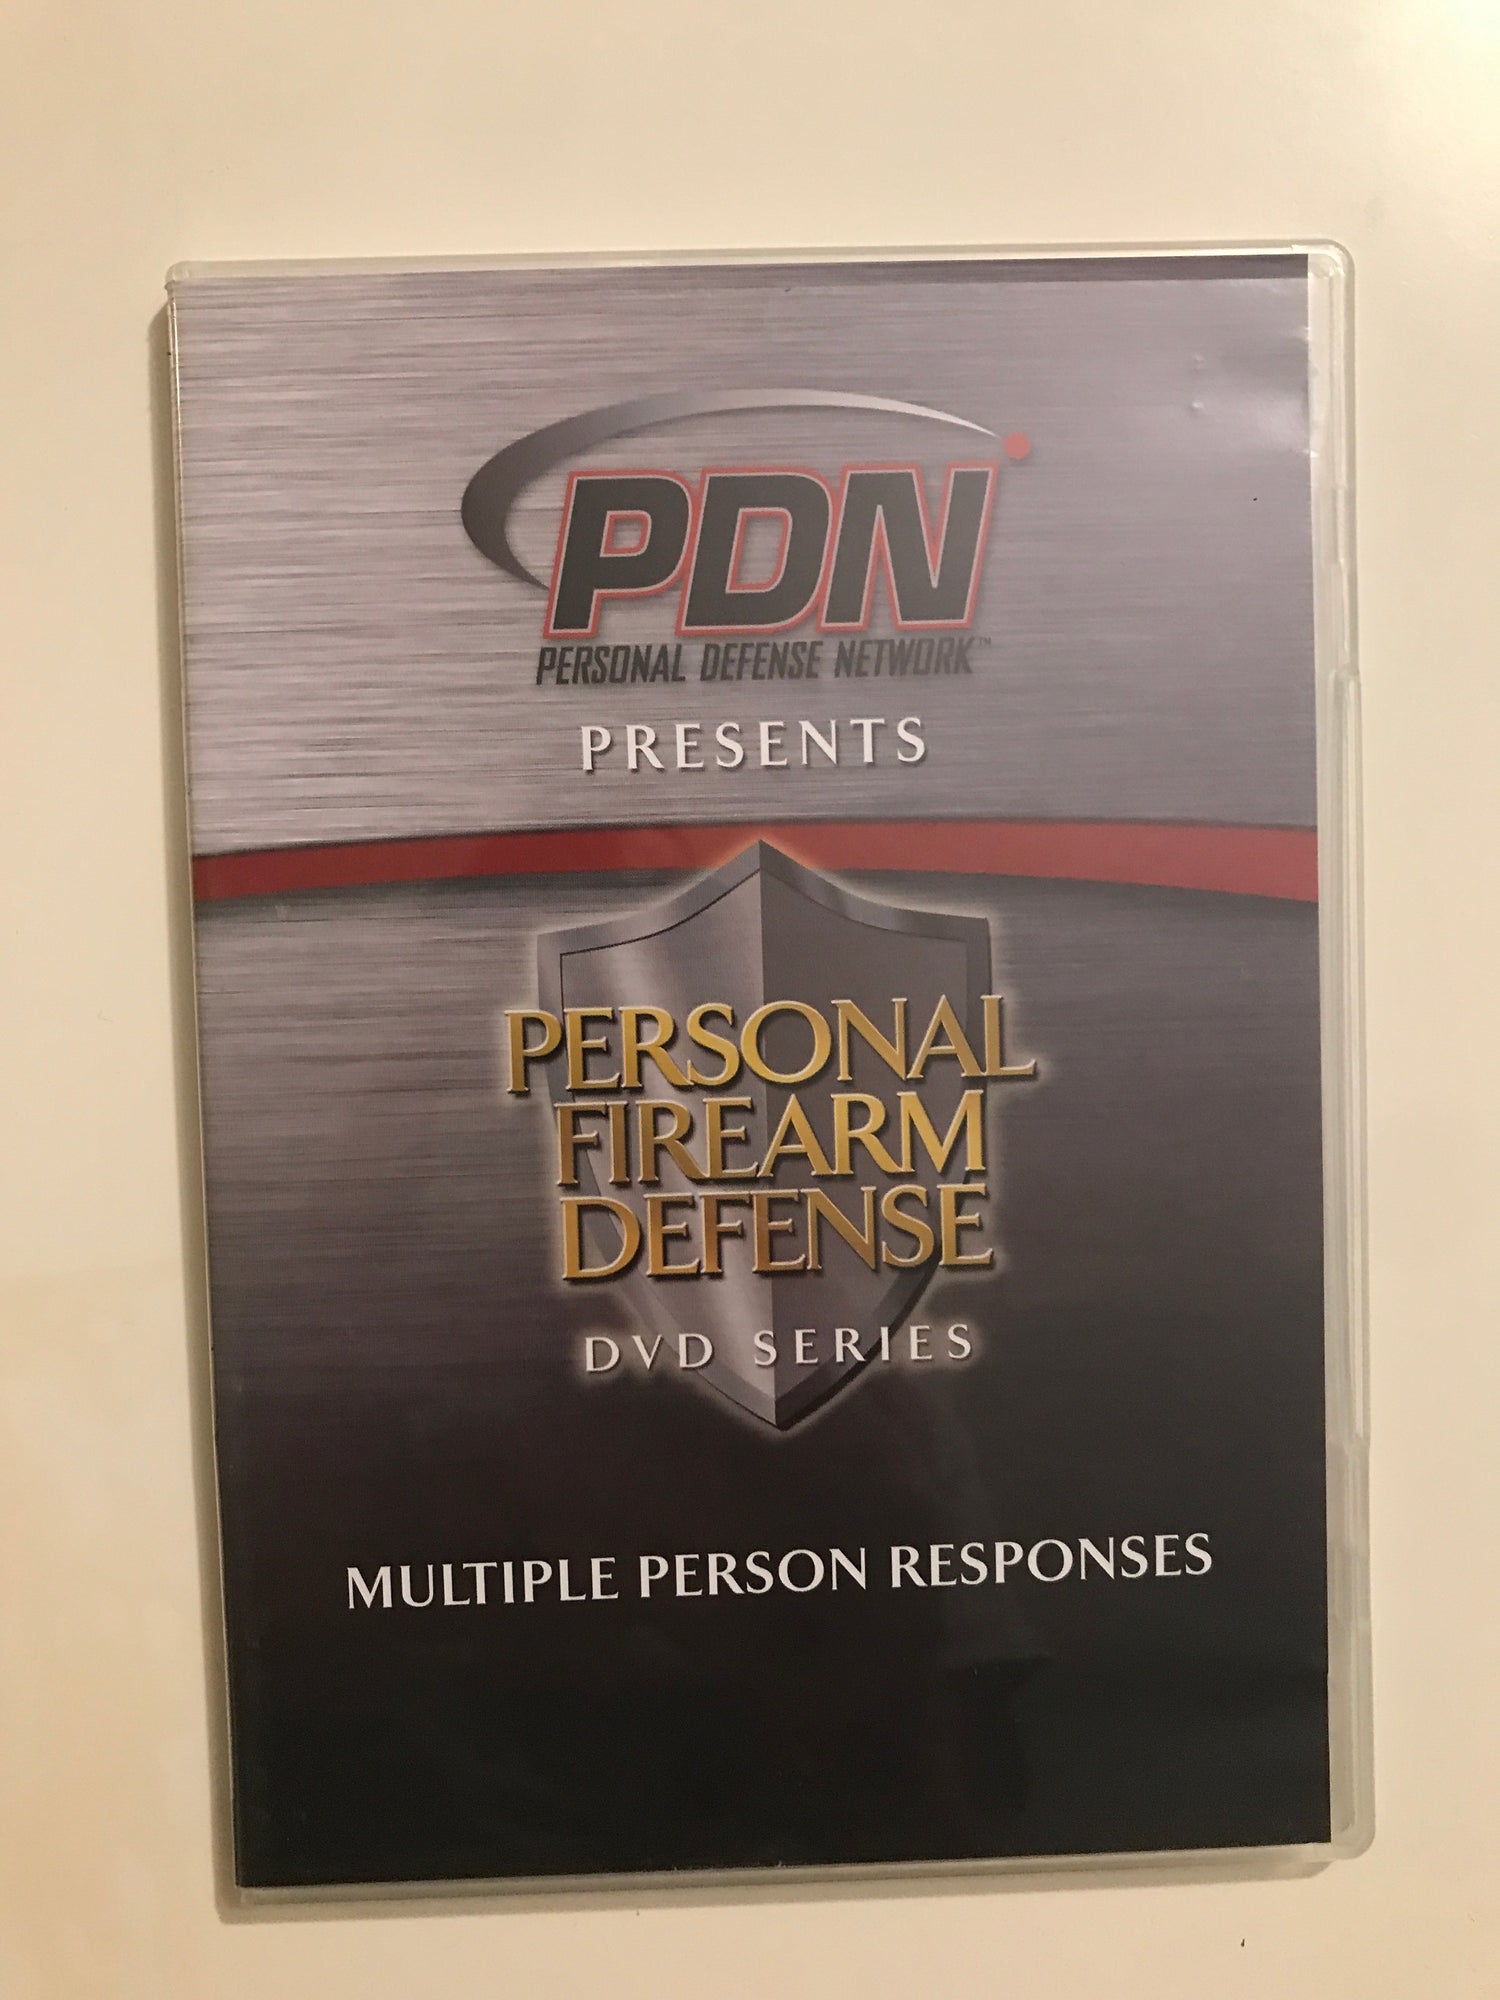 PDN
PERSONAL DEFENSE NETWORK™
PRESENTS
PERSONAL
FIREARM
DEFENSE
DVD SERIES
MULTIPLE PERSON RESPONSES